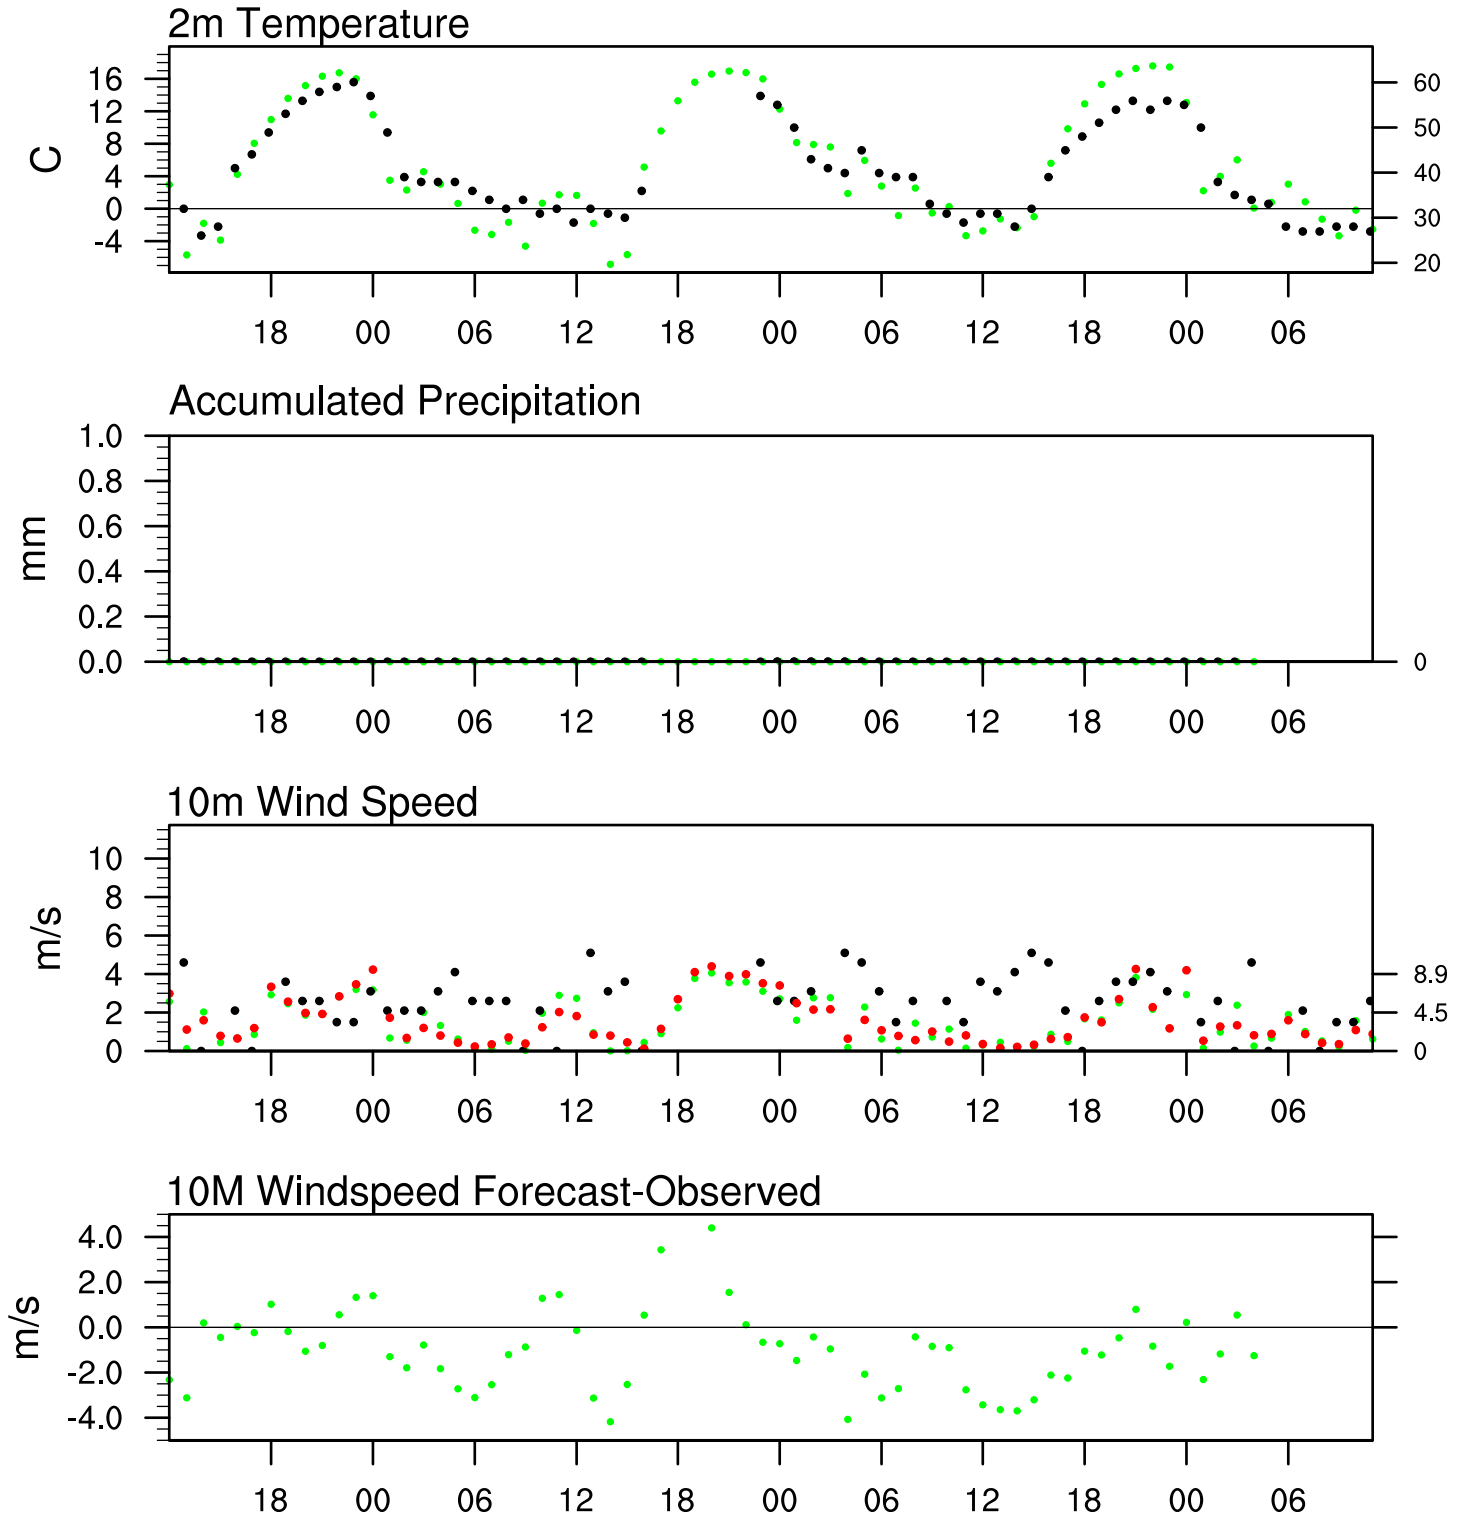 2m Temperature
C
16
12
8
4
0
-4
60
50
40
30
20
18 00 06 12 18 00 06 12 18 00 06
Accumulated Precipitation
mm
1.0
0.8
0.6
0.4
0.2
0.0
0
18 00 06 12 18 00 06 12 18 00 06
10m Wind Speed
m/s
10
8
6
4
2
0
8.9
4.5
0
18 00 06 12 18 00 06 12 18 00 06
10M Windspeed Forecast-Observed
m/s
4.0
2.0
0.0
-2.0
-4.0
18 00 06 12 18 00 06 12 18 00 06